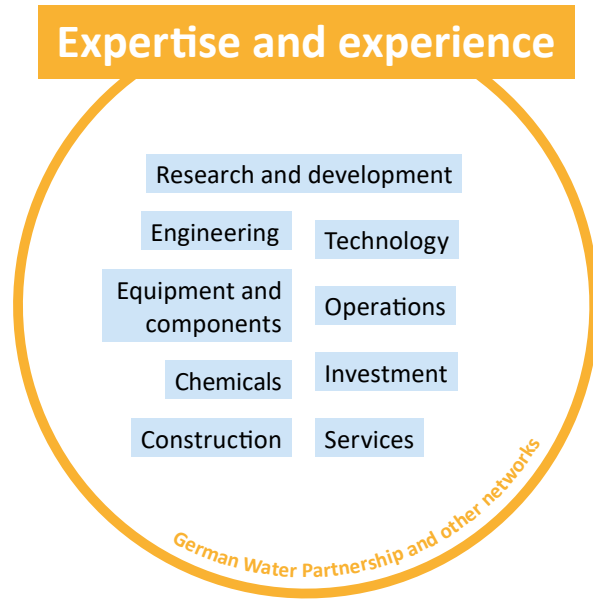 Expertise and experience
Research and development
Engineering
Technology
Equipment and
components
Operations
Chemicals
Investment
Construction
Services
German Water Partnership and other networks